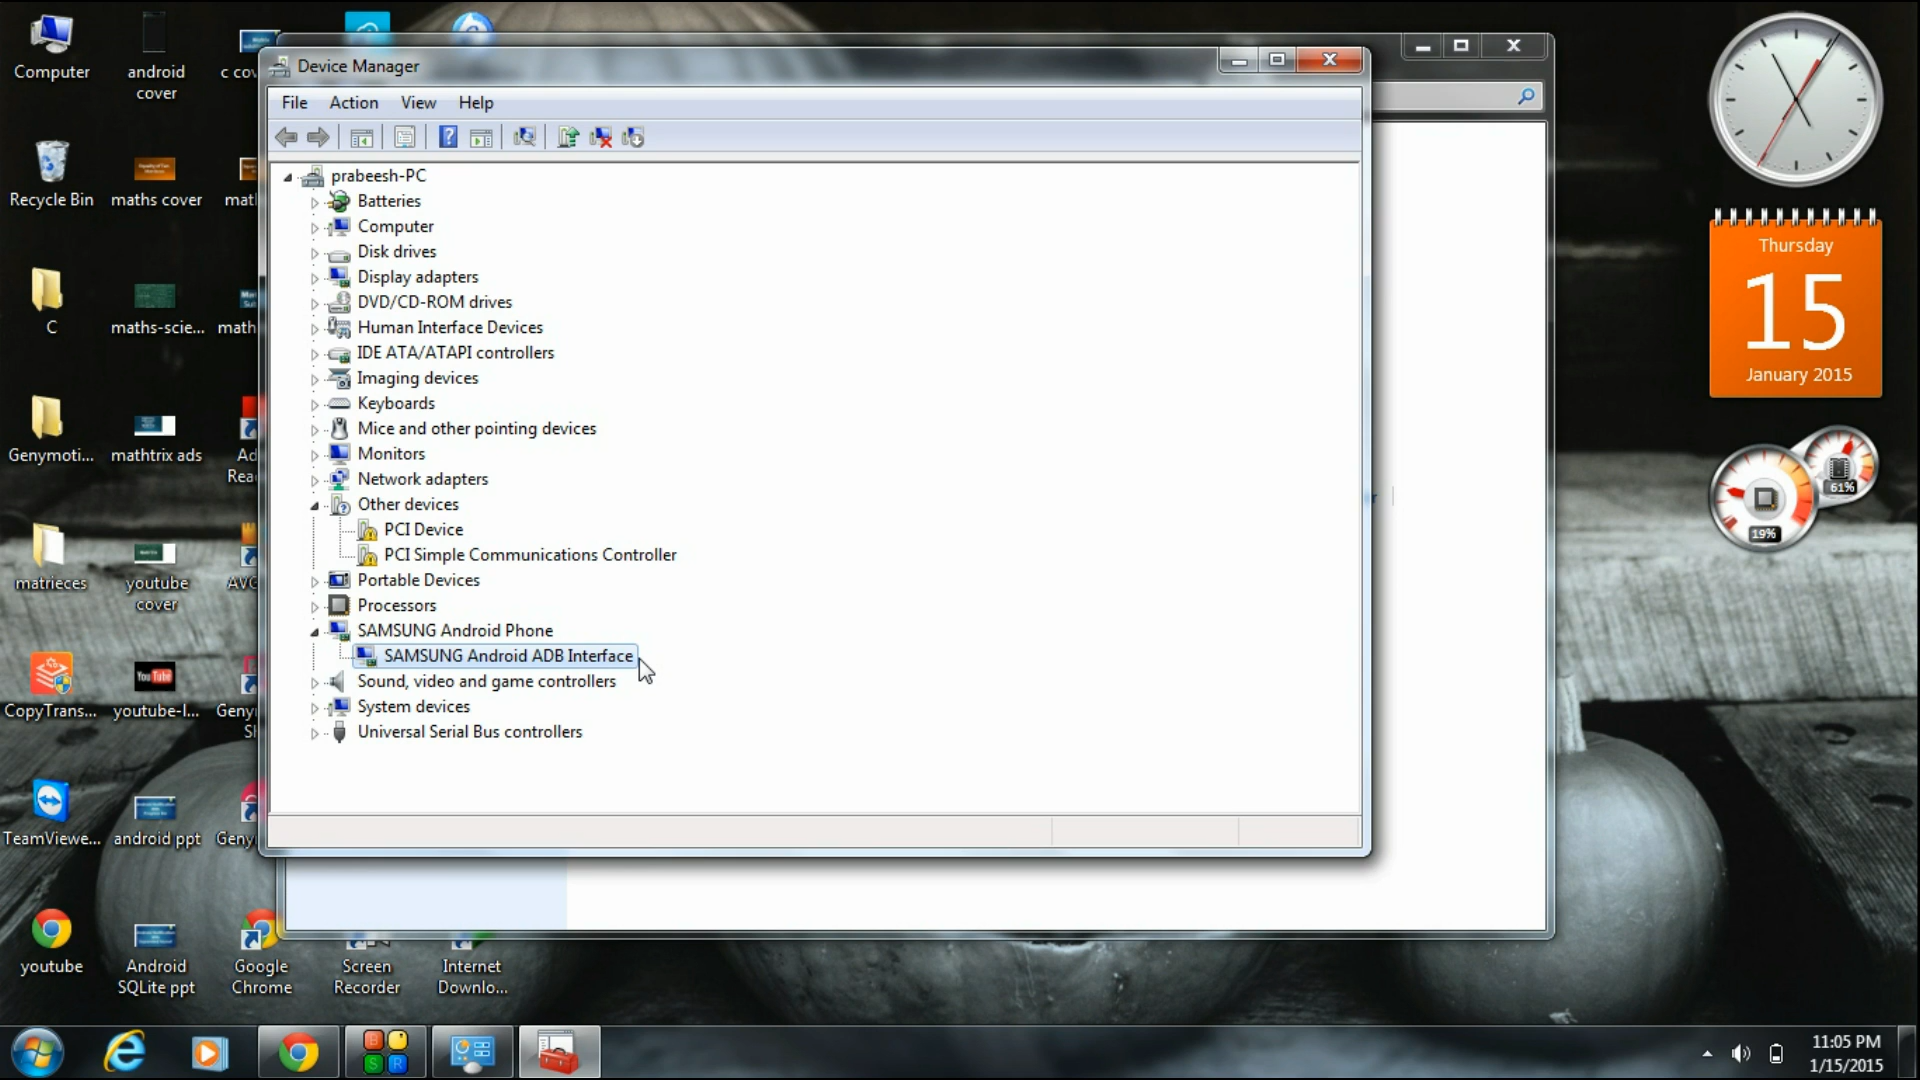 Computer
android
cover
c cov
Recycle Bin
maths cover
matl
C
maths-scie...
math
Genymoti...
mathtrix ads
Ad
Rea
matrieces
youtube
cover
AVG
CopyTrans...
youtube-l...
Geny
Sh
TeamViewe...
android ppt
Geny
youtube
Android
SQLite ppt
Google
Chrome
Screen
Recorder
Internet
Downlo...
Device Manager
File Action View Help
prabeesh-PC
Batteries
Computer
Disk drives
Display adapters
DVD/CD-ROM drives
Human Interface Devices
IDE ATA/ATAPI controllers
Imaging devices
Keyboards
Mice and other pointing devices
Monitors
Network adapters
Other devices
PCI Device
PCI Simple Communications Controller
Portable Devices
Processors
SAMSUNG Android Phone
SAMSUNG Android ADB Interface
Sound, video and game controllers
System devices
Universal Serial Bus controllers
Thursday
15
January 2015
61%
19%
You Tube
B
S R
11:05 PM
1/15/2015